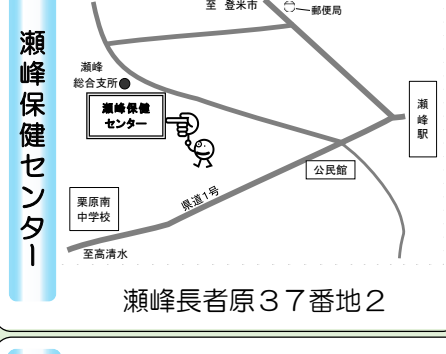 瀬峰保健センター
至 登米市
郵便局
瀬峰
総合支所
瀬峰保健
センター
瀬峰駅
公民館
県道1号
栗原南
中学校
至高清水
瀬峰長者原37番地2